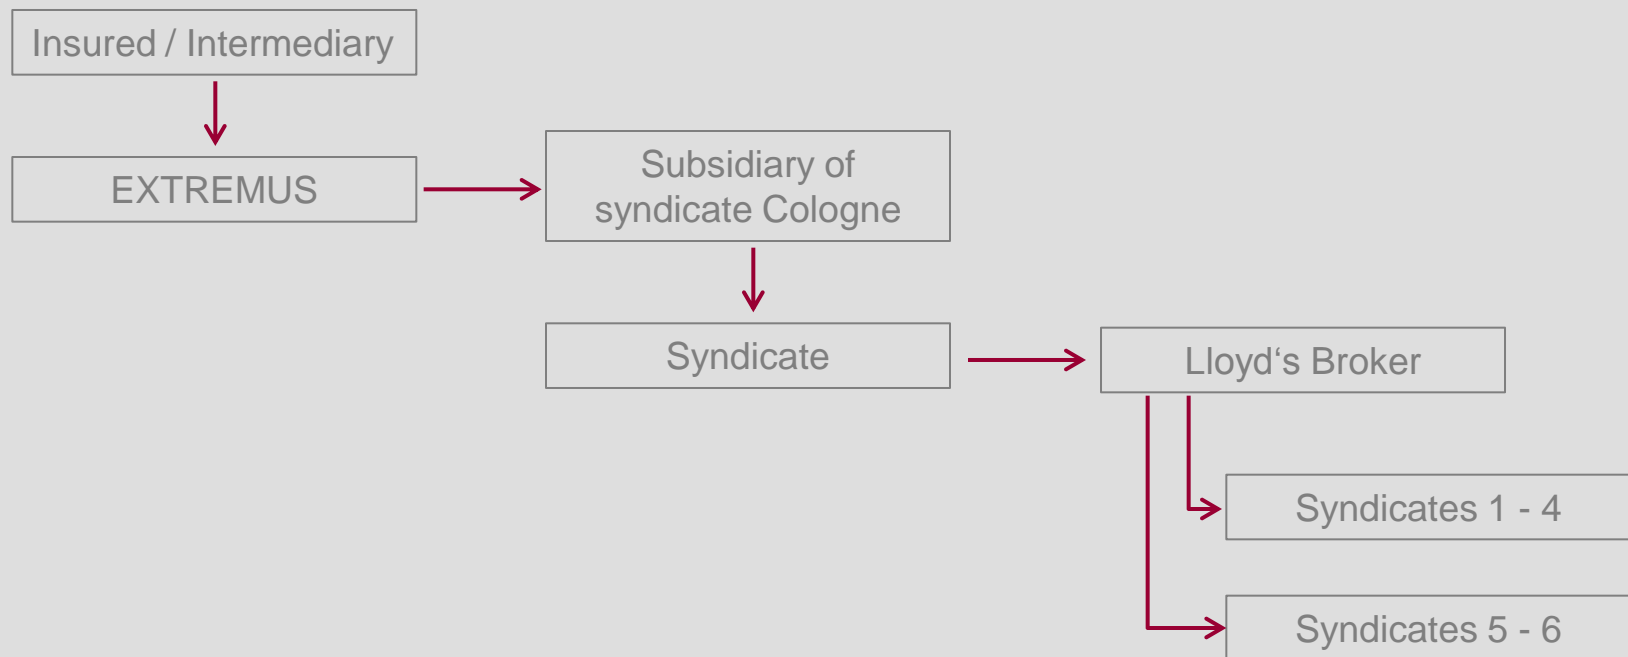 Insured / Intermediary
EXTREMUS
Subsidiary of
syndicate Cologne
Syndicate
Lloyd‘s Broker
Syndicates 1 - 4
Syndicates 5 - 6